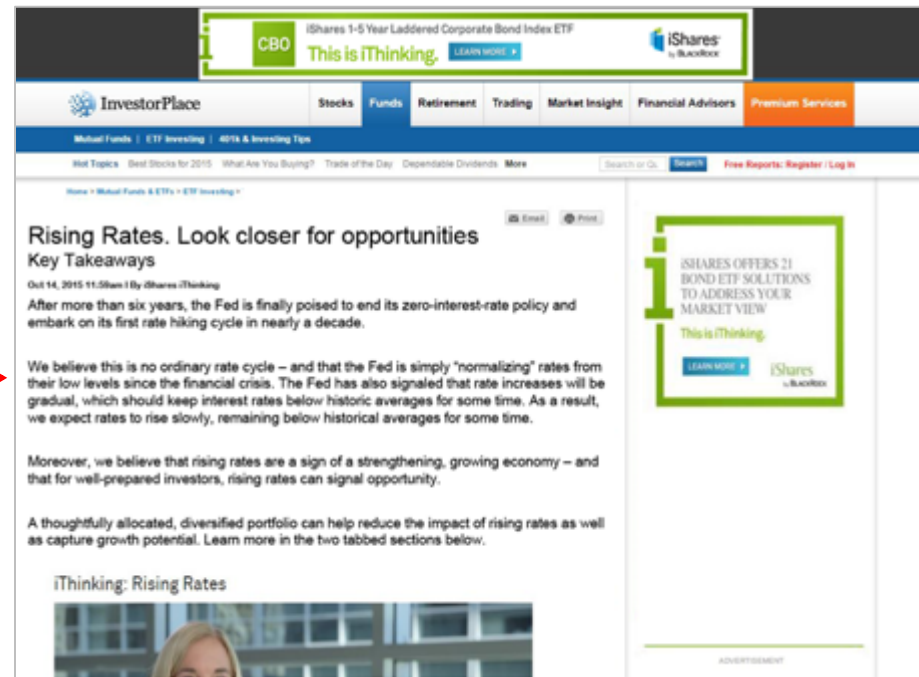 iShares 1-5 Year Laddered Corporate Bond Index ETF
CBO
This is iThinking.
LEARN MORE
iShares
by BLACKROCK
InvestorPlace
Stocks
Funds
Retirement
Trading
Market Insight
Financial Advisors
Premium Services
Mutual Funds | ETF Investing | 401k & Investing Tips
Hot Topics Best Stocks for 2015 What Are You Buying? Trade of the Day Dependable Dividends More
Search or Qu
Search
Free Reports: Register / Log In
Home > Mutual Funds & ETFs > ETF Investing >
Email
Print
Rising Rates. Look closer for opportunities
Key Takeaways
Oct 14, 2015 11:59am I By iShares iThinking
After more than six years, the Fed is finally poised to end its zero-interest-rate policy and
embark on its first rate hiking cycle in nearly a decade.
We believe this is no ordinary rate cycle – and that the Fed is simply "normalizing" rates from
their low levels since the financial crisis. The Fed has also signaled that rate increases will be
gradual, which should keep interest rates below historic averages for some time. As a result,
we expect rates to rise slowly, remaining below historical averages for some time.
Moreover, we believe that rising rates are a sign of a strengthening, growing economy – and
that for well-prepared investors, rising rates can signal opportunity.
A thoughtfully allocated, diversified portfolio can help reduce the impact of rising rates as well
as capture growth potential. Learn more in the two tabbed sections below.
iThinking: Rising Rates
iSHARES OFFERS 21
BOND ETF SOLUTIONS
TO ADDRESS YOUR
MARKET VIEW
This is iThinking.
LEARN MORE
iShares
by BLACKROCK
ADVERTISEMENT